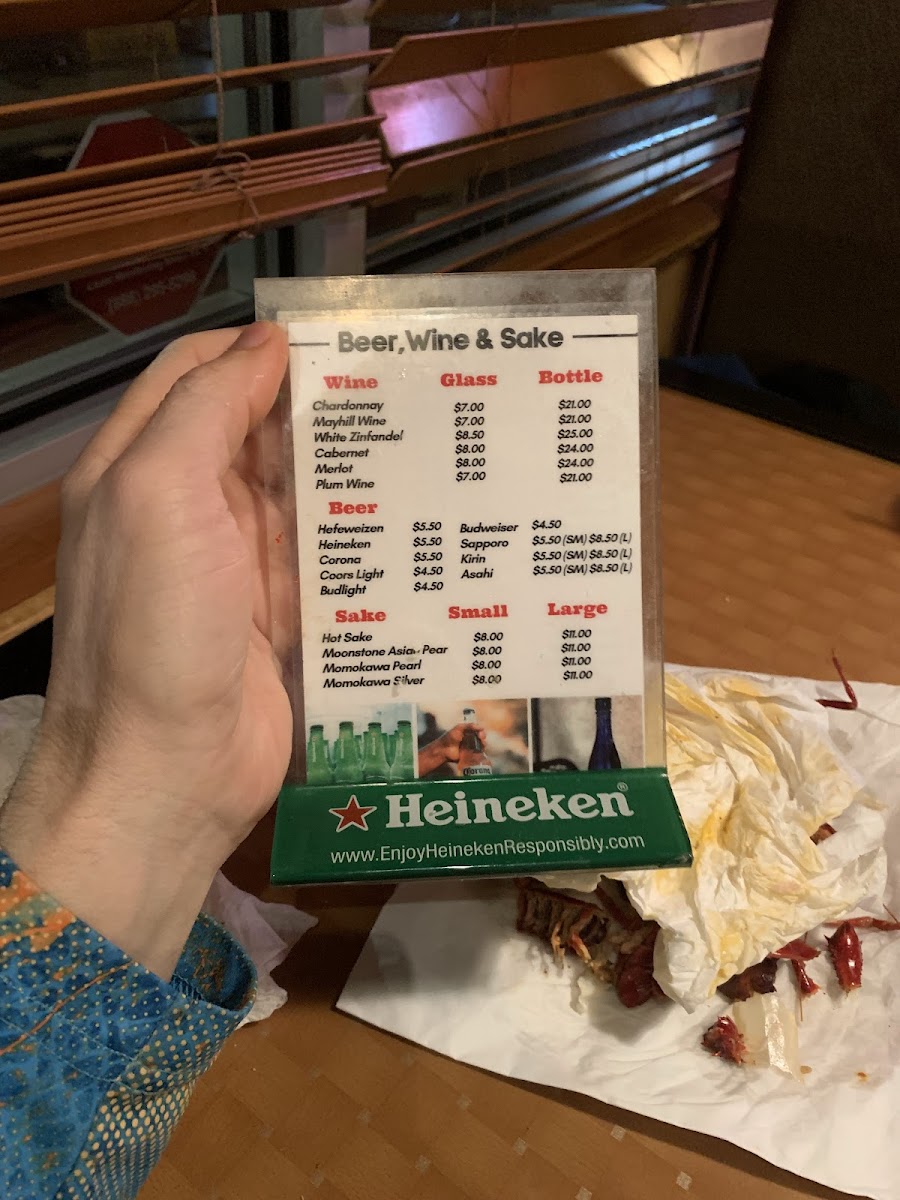 Beer, Wine & Sake
Wine Glass Bottle
Chardonnay $7.00 $21.00
Mayhill Wine $7.00 $21.00
White Zinfandel $8.50 $25.00
Cabernet $8.00 $24.00
Merlot $8.00 $24.00
Plum Wine $7.00 $21.00
Beer
Hefeweizen $5.50 Budweiser $4.50
Heineken $5.50 Sapporo $5.50 (SM) $8.50 (L)
Corona $5.50 Kirin $5.50 (SM) $8.50 (L)
Coors Light $4.50 Asahi $5.50 (SM) $8.50 (L)
Budlight $4.50
Sake Small Large
Hot Sake $8.00 $11.00
Moonstone Asian Pear $8.00 $11.00
Momokawa Pearl $8.00 $11.00
Momokawa Silver $8.00 $11.00
Corona
Heineken®
www.EnjoyHeinekenResponsibly.com